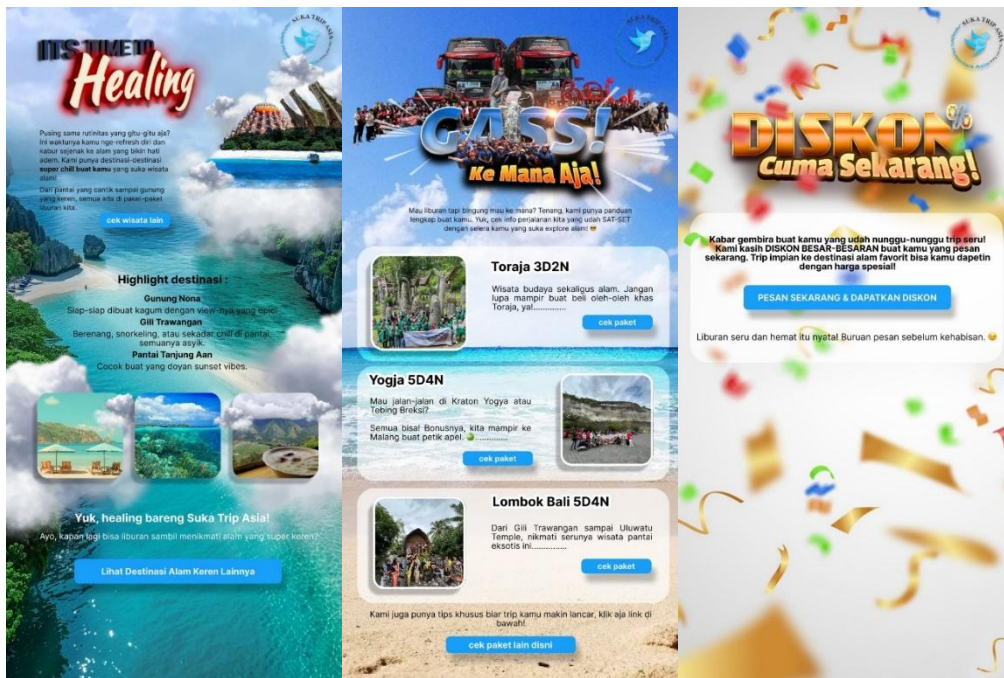 SUKA TRIP ASIA
ITS TIME TO
Healing
Pusing sama rutinitas yang gitu-gitu aja?
Ini waktunya kamu nge-refresh diri dan
kabur sejenak ke alam yang bikin hati
adem. Kami punya destinasi-destinasi
super chill buat kamu yang suka wisata
alam!
Dari pantai yang cantik sampai gunung
yang keren, semua ada di paket-paket
liburan kita.
cek wisata lain
Highlight destinasi :
Gunung Nona
Siap-siap dibuat kagum dengan view-nya yang epic!
Gili Trawangan
Berenang, snorkeling, atau sekadar chill di pantai,
semuanya asyik.
Pantai Tanjung Aan
Cocok buat yang doyan sunset vibes.
Yuk, healing bareng Suka Trip Asia!
Ayo, kapan lagi bisa liburan sambil menikmati alam yang super keren?
Lihat Destinasi Alam Keren Lainnya
SUKA TRIP ASIA
GASS!
Ke Mana Aja!
Mau liburan tapi bingung mau ke mana? Tenang, kami punya panduan
lengkap buat kamu. Yuk, cek info perjalanan kita yang udah SAT-SET
dengan selera kamu yang suka explore alam! 😎
Toraja 3D2N
Wisata budaya sekaligus alam. Jangan
lupa mampir buat beli oleh-oleh khas
Toraja, ya!...............
cek paket
Yogja 5D4N
Mau jalan-jalan di Kraton Yogya atau
Tebing Breksi?
Semua bisa! Bonusnya, kita mampir ke
Malang buat petik apel. 🍏...............
cek paket
Lombok Bali 5D4N
Dari Gili Trawangan sampai Uluwatu
Temple, nikmati serunya wisata pantai
eksotis ini...............
cek paket
Kami juga punya tips khusus biar trip kamu makin lancar, klik aja link di
bawah!
cek paket lain disni
SUKA TRIP ASIA
DISKON%
Cuma Sekarang!
Kabar gembira buat kamu yang udah nunggu-nunggu trip seru!
Kami kasih DISKON BESAR-BESARAN buat kamu yang pesan
sekarang. Trip impian ke destinasi alam favorit bisa kamu dapetin
dengan harga spesial!
PESAN SEKARANG & DAPATKAN DISKON
Liburan seru dan hemat itu nyata! Buruan pesan sebelum kehabisan. 😉